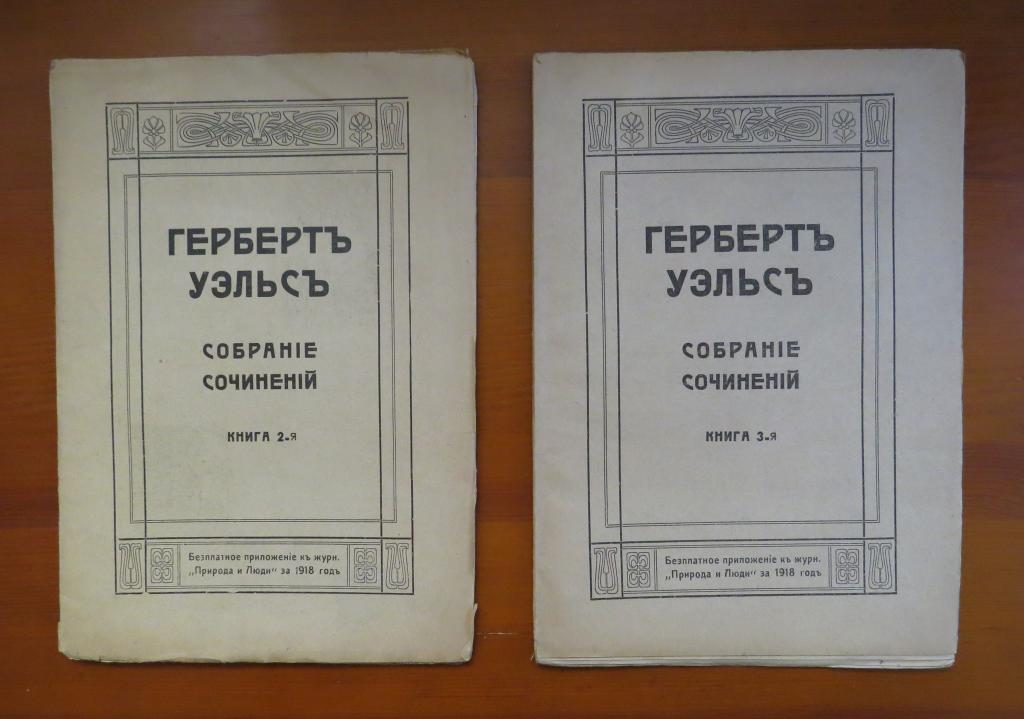 ГЕРБЕРТЪ
УЭЛЬСЪ
СОБРАНІЕ
СОЧИНЕНІЙ
КНИГА 2-я
Безплатное приложеніе къ журн.
„Природа и Люди" за 1918 годъ
ГЕРБЕРТЪ
УЭЛЬСЪ
СОБРАНІЕ
СОЧИНЕНІЙ
КНИГА 3-я
Безплатное приложеніе къ журн.
„Природа и Люди" за 1918 годъ